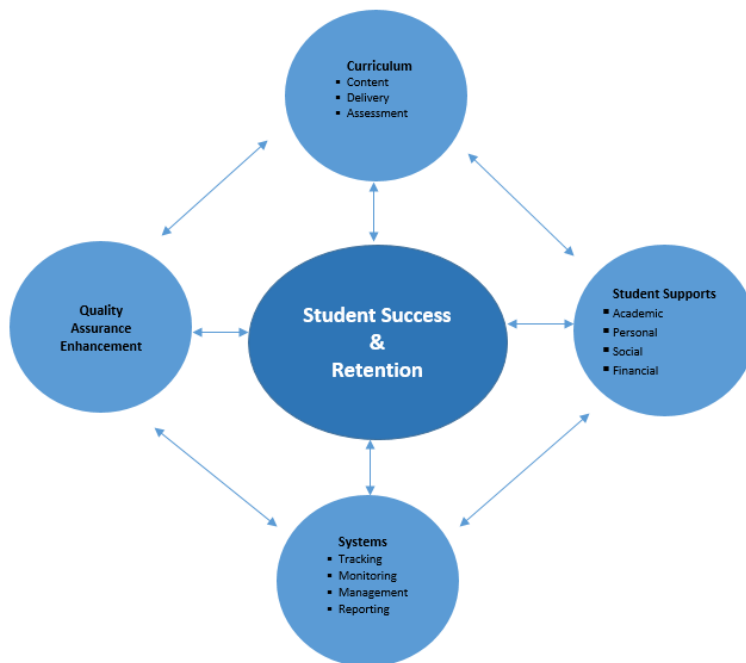 Curriculum
▪ Content
▪ Delivery
▪ Assessment
Quality
Assurance
Enhancement
Student Success
&
Retention
Student Supports
▪ Academic
▪ Personal
▪ Social
▪ Financial
Systems
▪ Tracking
▪ Monitoring
▪ Management
▪ Reporting